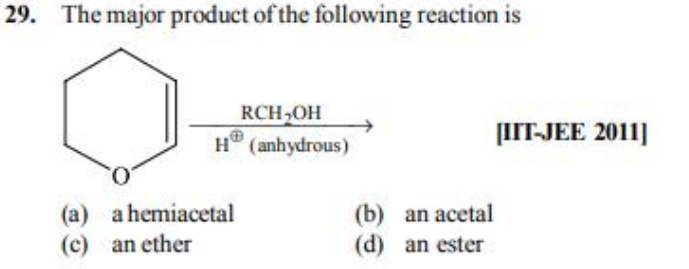 29. The major product of the following reaction is
RCH₂OH
H⊕ (anhydrous)
O
[IIT-JEE 2011]
(a) a hemiacetal (b) an acetal
(c) an ether (d) an ester